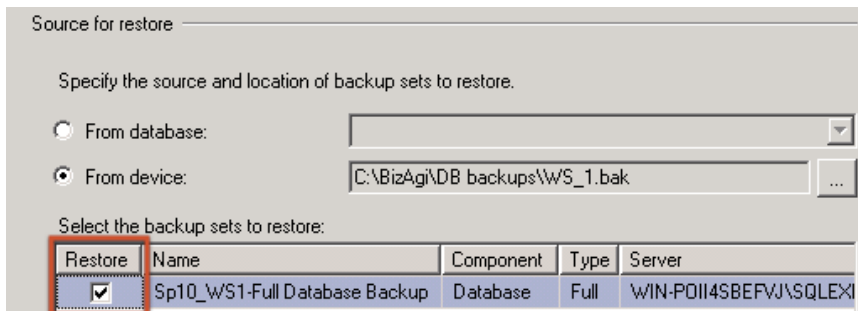 Source for restore
Specify the source and location of backup sets to restore.
From database:
From device: C:\BizAgi\DB backups\WS_1.bak ...
Select the backup sets to restore:
Restore Name Component Type Server
Sp10_WS1-Full Database Backup Database Full WIN-POII4SBEFVJ\SQLEXI